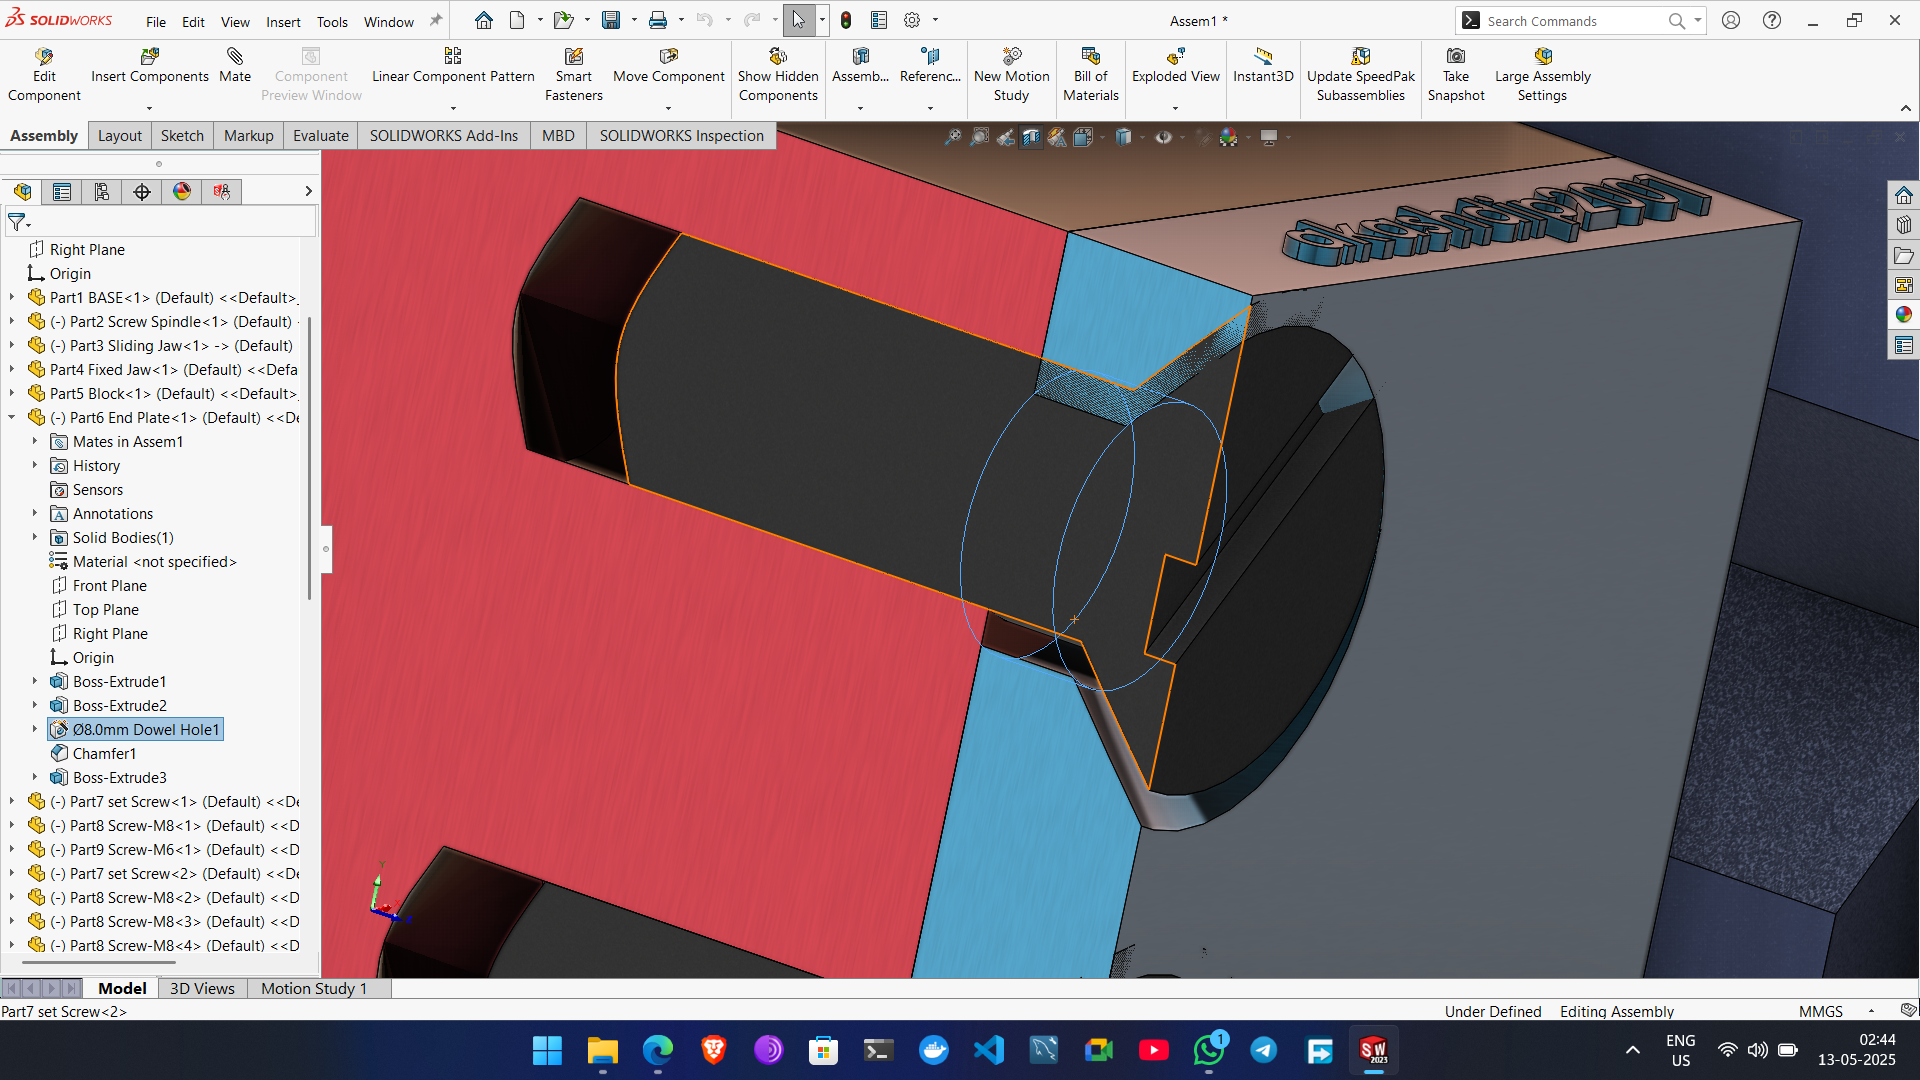 SOLIDWORKS File Edit View Insert Tools Window Assem1 * Search Commands
Edit Component
Insert Components
Mate
Component Preview Window
Linear Component Pattern
Smart Fasteners
Move Component
Show Hidden Components
Assemb...
Referenc...
New Motion Study
Bill of Materials
Exploded View
Instant3D
Update SpeedPak Subassemblies
Take Snapshot
Large Assembly Settings
Assembly Layout Sketch Markup Evaluate SOLIDWORKS Add-Ins MBD SOLIDWORKS Inspection
Right Plane
Origin
Part1 BASE<1> (Default) <<Default>_
(-) Part2 Screw Spindle<1> (Default)
(-) Part3 Sliding Jaw<1> -> (Default)
Part4 Fixed Jaw<1> (Default) <<Defa
Part5 Block<1> (Default) <<Default>_
(-) Part6 End Plate<1> (Default) <<De
Mates in Assem1
History
Sensors
Annotations
Solid Bodies(1)
Material <not specified>
Front Plane
Top Plane
Right Plane
Origin
Boss-Extrude1
Boss-Extrude2
Ø8.0mm Dowel Hole1
Chamfer1
Boss-Extrude3
(-) Part7 set Screw<1> (Default) <<De
(-) Part8 Screw-M8<1> (Default) <<D
(-) Part9 Screw-M6<1> (Default) <<D
(-) Part7 set Screw<2> (Default) <<De
(-) Part8 Screw-M8<2> (Default) <<D
(-) Part8 Screw-M8<3> (Default) <<D
(-) Part8 Screw-M8<4> (Default) <<D
Model 3D Views Motion Study 1
Part7 set Screw<2> Under Defined Editing Assembly MMGS
1
SW 2023
ENG
US
02:44
13-05-2025